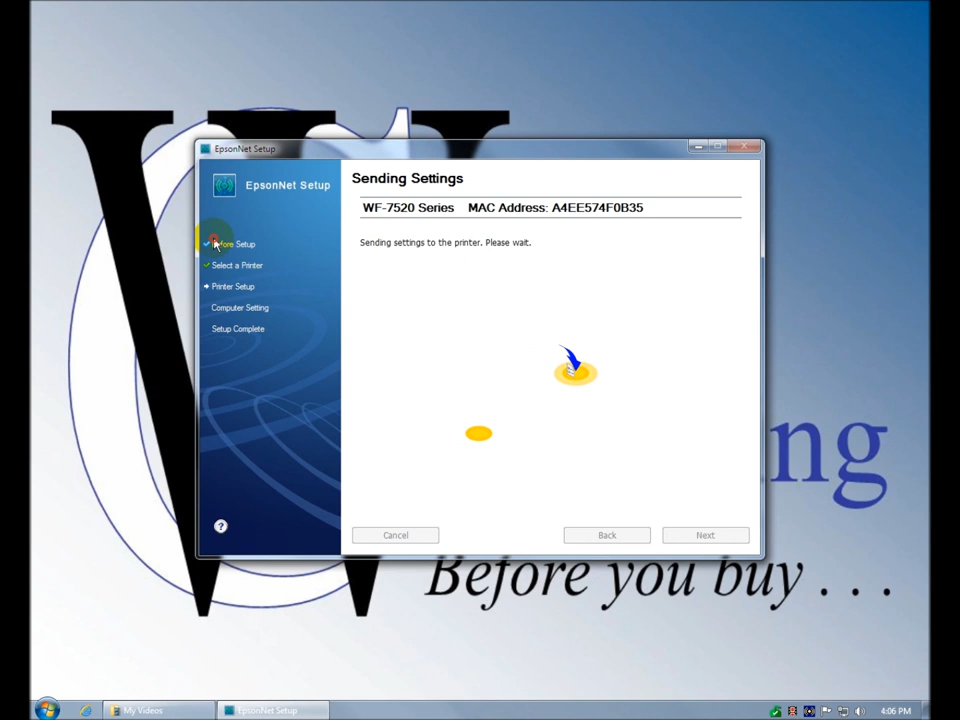 EpsonNet Setup
EpsonNet Setup
Sending Settings
WF-7520 Series MAC Address: A4EE574F0B35
Sending settings to the printer. Please wait.
Setup
Select a Printer
Printer Setup
Computer Setting
Setup Complete
?
Cancel
Back
Next
ng
Before you buy . . .
My Videos
EpsonNet Setup
4:06 PM